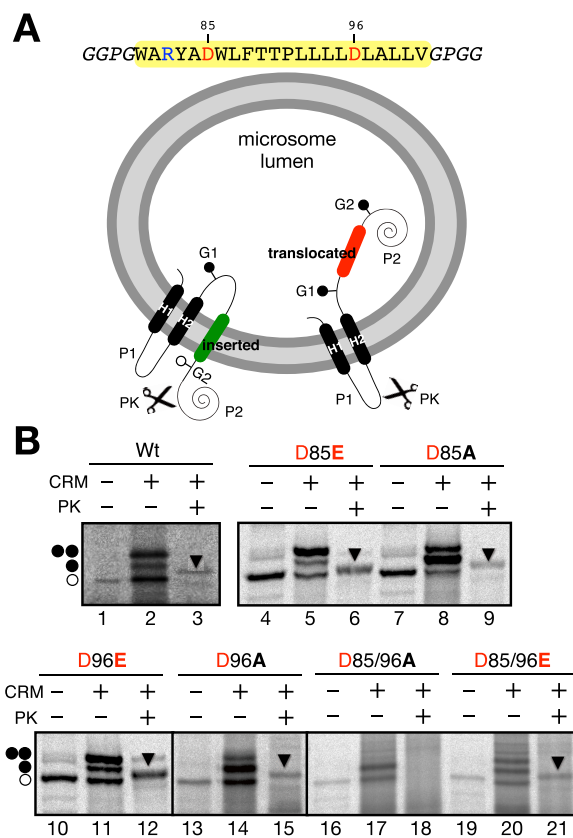 A
85 96
GGPGWARYADWLFTTPLLLLDLALLVGPGG
microsome
lumen
G2
translocated
P2
G1
G1
H1 H2
inserted
H1 H2
P1
G2
P2
PK
P1
PK
B
Wt D85E D85A
CRM − + + − + + − + +
PK + + +
1 2 3 4 5 6 7 8 9
D96E D96A D85/96A D85/96E
CRM − + + − + + − + + − + +
PK + + + +
10 11 12 13 14 15 16 17 18 19 20 21